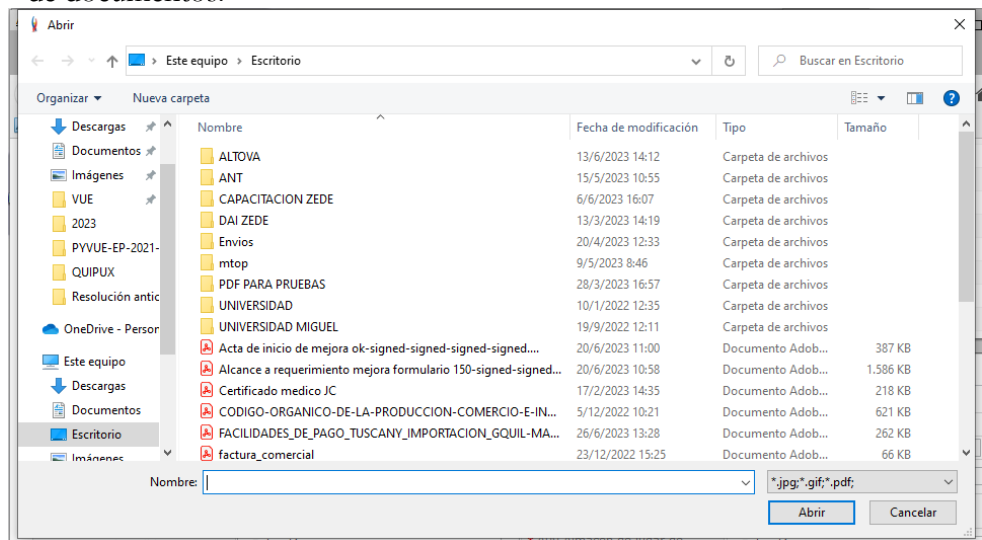 de documentos.
Abrir
Este equipo > Escritorio
Buscar en Escritorio
Organizar Nueva carpeta
Nombre Fecha de modificación Tipo Tamaño
Descargas
Documentos
Imágenes
VUE
2023
PYVUE-EP-2021-
QUIPUX
Resolución antic
OneDrive - Person
Este equipo
Descargas
Documentos
Escritorio
Imágenes
ALTOVA 13/6/2023 14:12 Carpeta de archivos
ANT 15/5/2023 10:55 Carpeta de archivos
CAPACITACION ZEDE 6/6/2023 16:07 Carpeta de archivos
DAI ZEDE 13/3/2023 14:19 Carpeta de archivos
Envios 20/4/2023 12:33 Carpeta de archivos
mtop 9/5/2023 8:46 Carpeta de archivos
PDF PARA PRUEBAS 28/3/2023 16:57 Carpeta de archivos
UNIVERSIDAD 10/1/2022 12:35 Carpeta de archivos
UNIVERSIDAD MIGUEL 19/9/2022 12:11 Carpeta de archivos
Acta de inicio de mejora ok-signed-signed-signed-signed.... 20/6/2023 11:00 Documento Adob... 387 KB
Alcance a requerimiento mejora formulario 150-signed-signed... 20/6/2023 10:58 Documento Adob... 1.586 KB
Certificado medico JC 17/2/2023 14:35 Documento Adob... 218 KB
CODIGO-ORGANICO-DE-LA-PRODUCCION-COMERCIO-E-IN... 5/12/2022 10:21 Documento Adob... 621 KB
FACILIDADES_DE_PAGO_TUSCANY_IMPORTACION_GQUIL-MA... 26/6/2023 13:28 Documento Adob... 262 KB
factura_comercial 23/12/2022 15:25 Documento Adob... 66 KB
Nombre: *.jpg;*.gif;*.pdf;
Abrir Cancelar